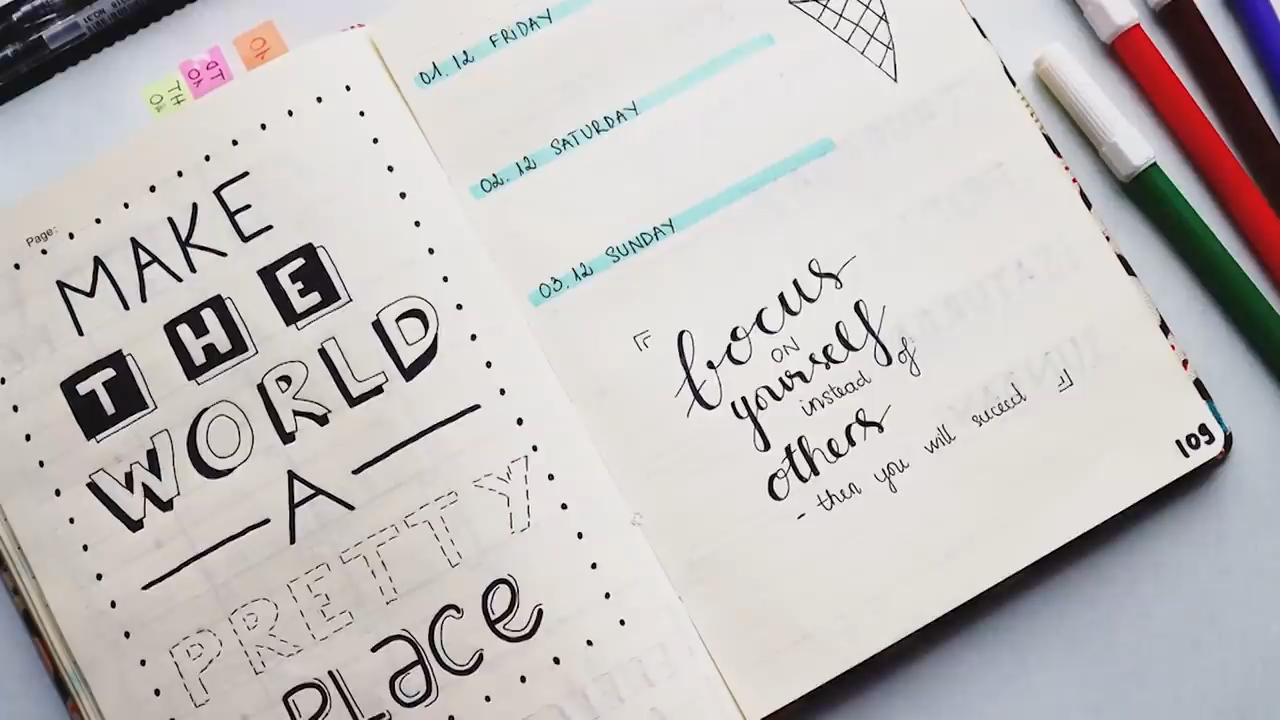 Page:
MAKE
THE
WORLD
A
PRETTY
PLace
01.12 FRIDAY
02.12 SATURDAY
03.12 SUNDAY
focus
ON
yourself
instead of
others
- then you will succeed
109